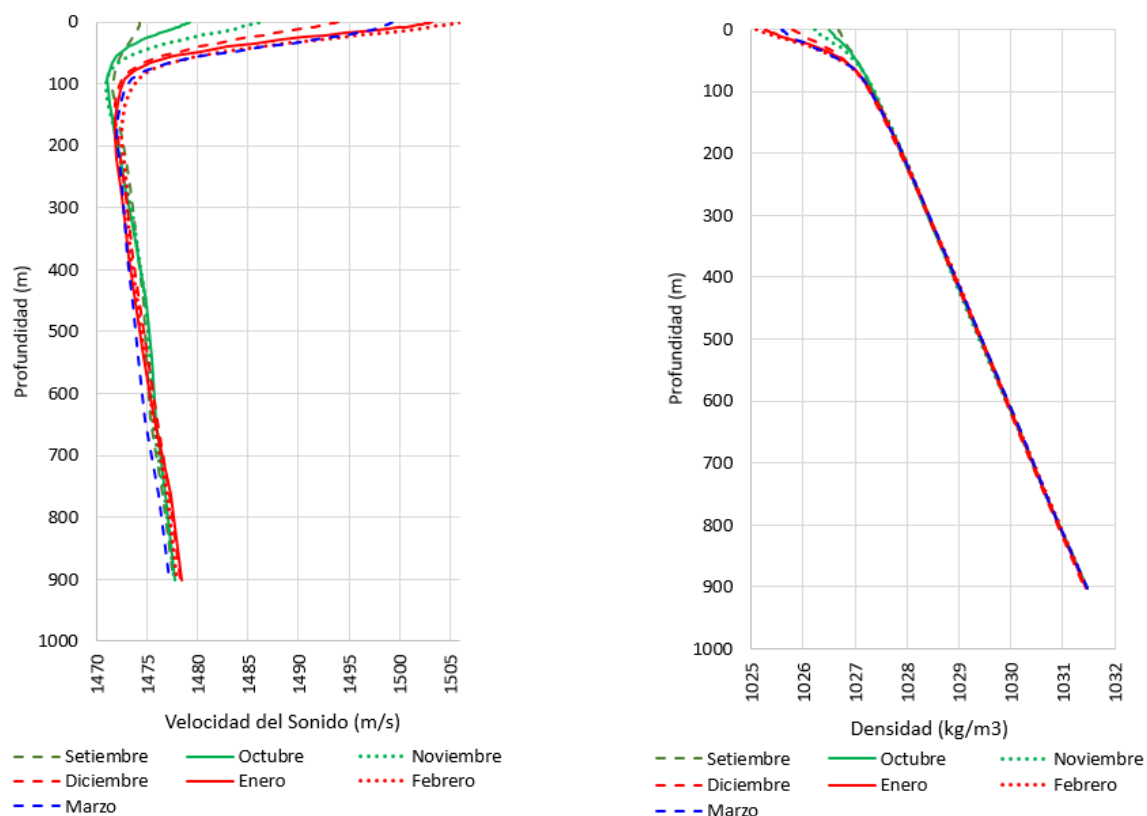 0
100
200
300
400
500
600
700
800
900
1000
Profundidad (m)
1470
1475
1480
1485
1490
1495
1500
1505
Velocidad del Sonido (m/s)
Setiembre
Octubre
Noviembre
Diciembre
Enero
Febrero
Marzo
0
100
200
300
400
500
600
700
800
900
1000
Profundidad (m)
1025
1026
1027
1028
1029
1030
1031
1032
Densidad (kg/m3)
Setiembre
Octubre
Noviembre
Diciembre
Enero
Febrero
Marzo